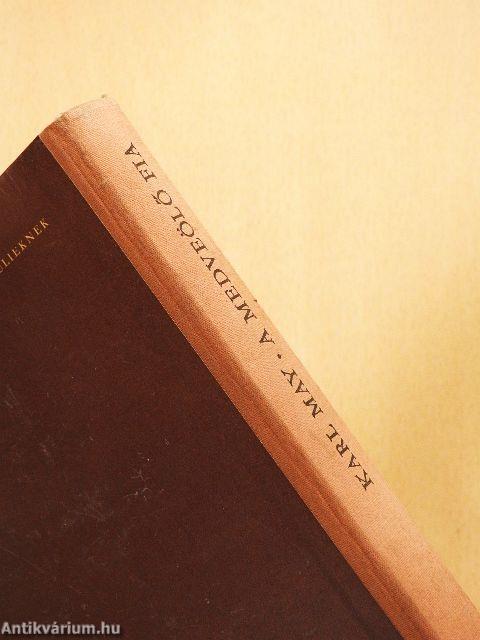 KARL MAY · A MEDVEÖLŐ FIA
Antikvárium.hu